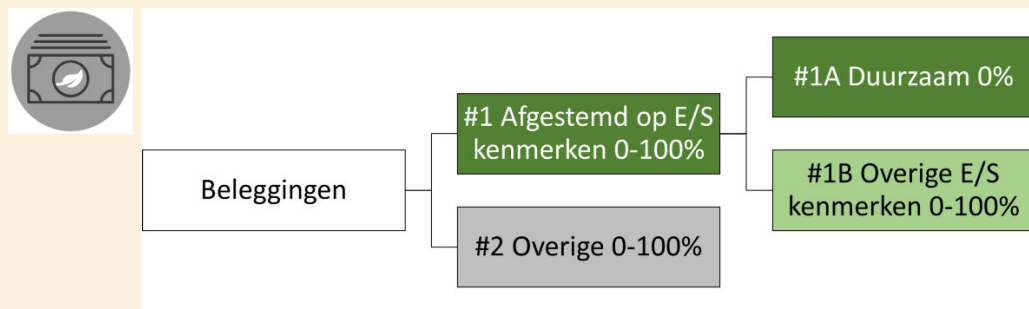 #1A Duurzaam 0%
#1 Afgestemd op E/S
kenmerken 0-100%
Beleggingen
#1B Overige E/S
kenmerken 0-100%
#2 Overige 0-100%